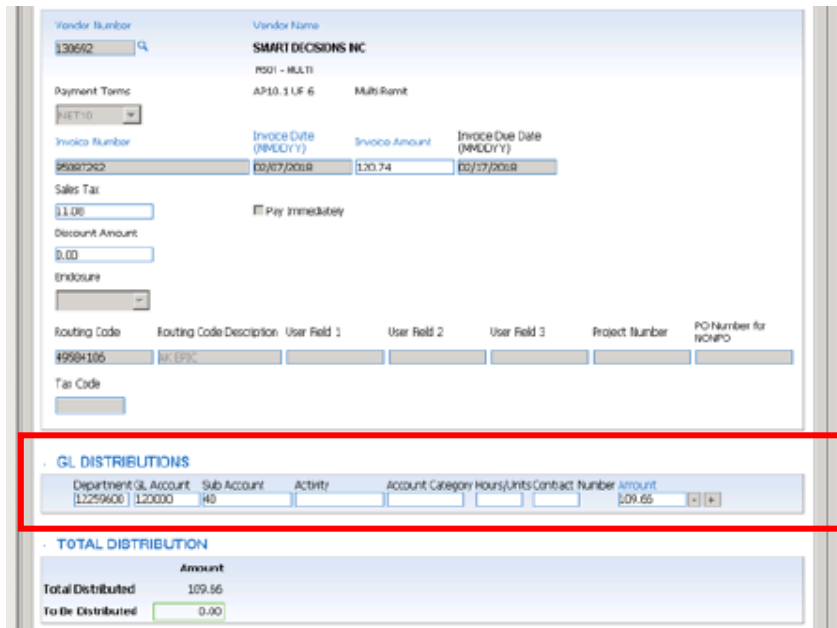 Vendor Number Vendor Name
130692 SMART DECISIONS INC
MULTI
Payment Terms AP10.1 UF 6 Multi Remit
NET10
Invoice Number Invoice Date (MMDDYY) Invoice Amount Invoice Due Date (MMDDYY)
02/07/2018 120.74 02/17/2018
Sales Tax
11.08 Pay Immediately
Discount Amount
0.00
Enclosure
Routing Code Routing Code Description User Field 1 User Field 2 User Field 3 Project Number PO Number for NONPO
49584106 AK EPIC
Tax Code
GL DISTRIBUTIONS
Department GL Account Sub Account Activity Account Category Hours/Units Contract Number Amount
12259600 120000 40 109.66 - +
TOTAL DISTRIBUTION
Amount
Total Distributed 109.66
To Be Distributed 0.00